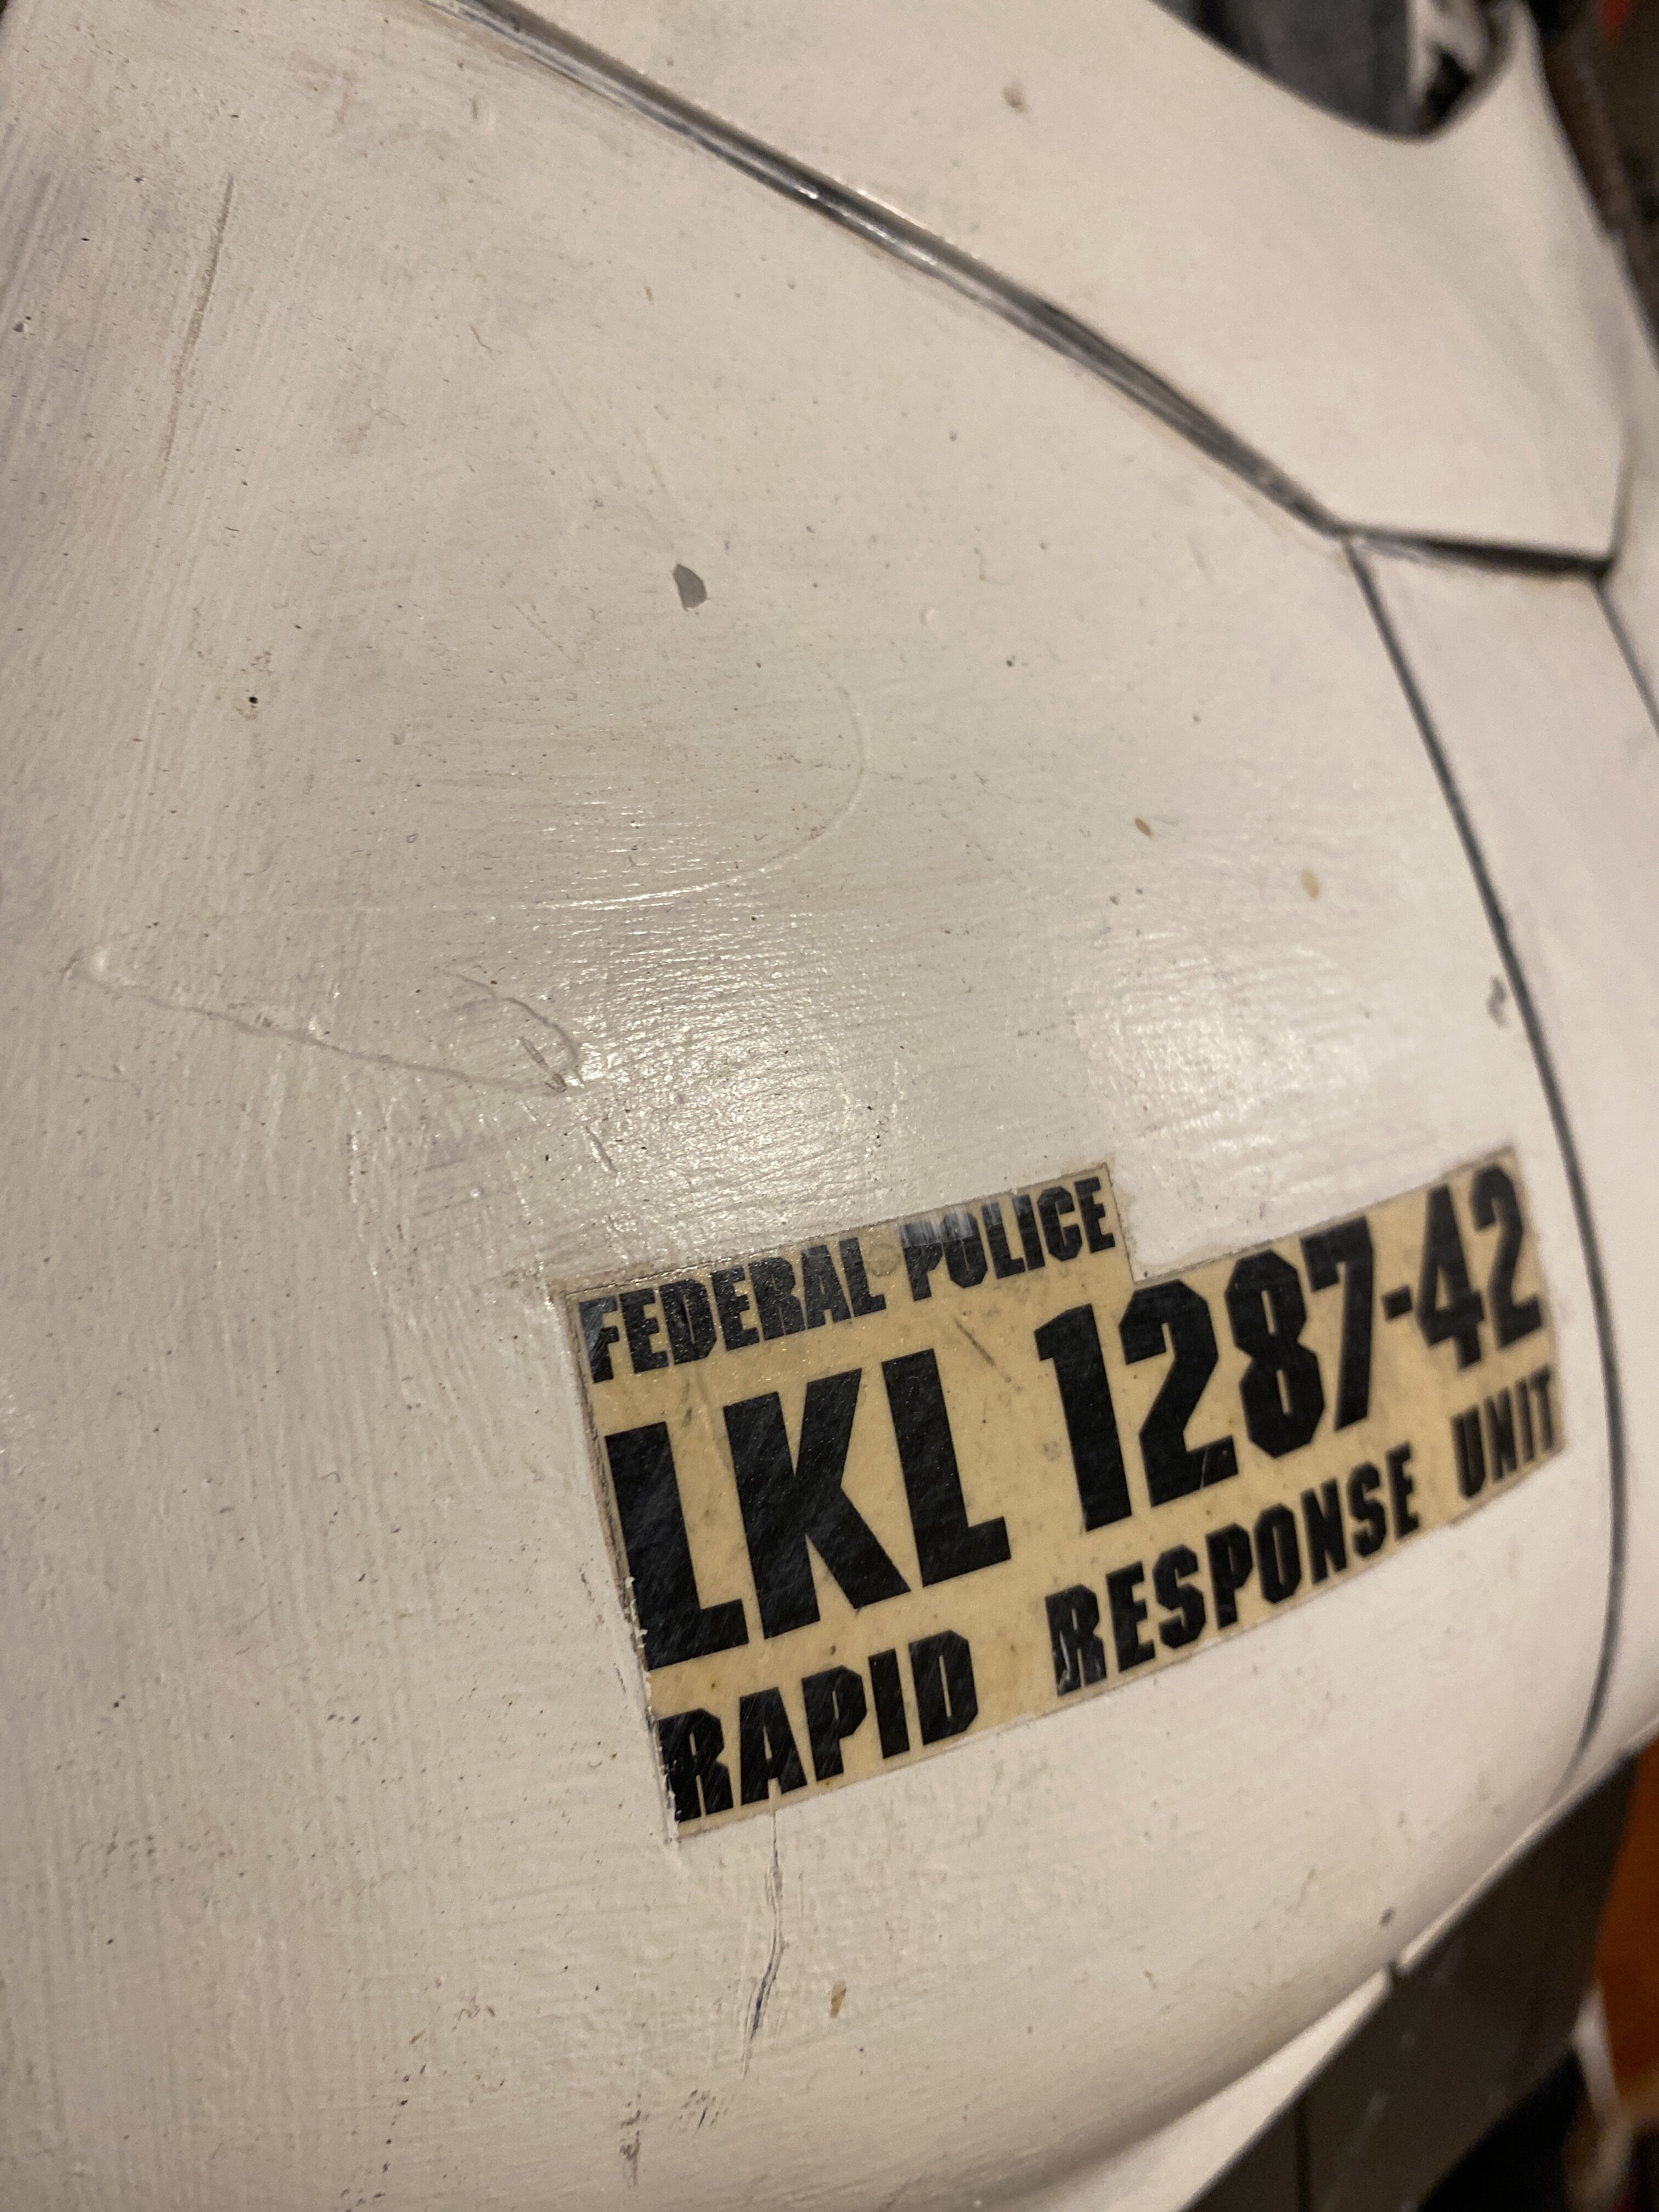 FEDERAL POLICE
LKL 1287-42
RAPID RESPONSE UNIT